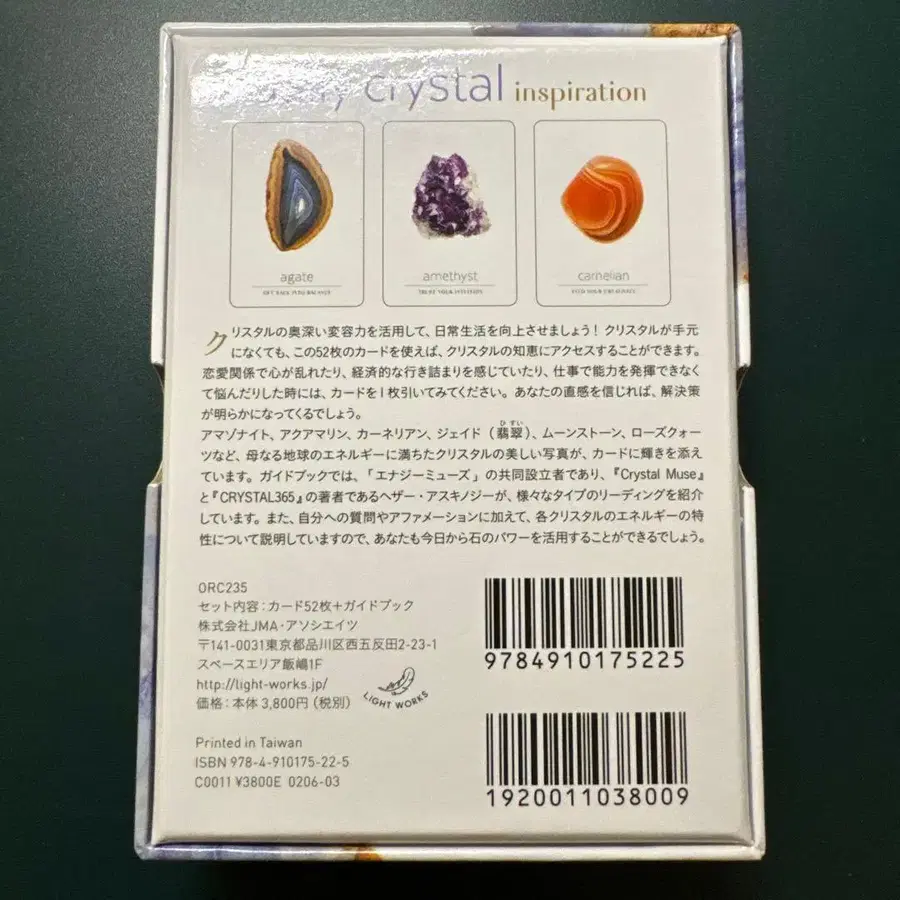 crystal inspiration
agate
GET BACK INTO BALANCE
amethyst
TRUST YOUR INTUITION
carnelian
FIND YOUR CREATIVITY
クリスタルの奥深い変容力を活用して、日常生活を向上させましょう! クリスタルが手元
になくても、この52枚のカードを使えば、クリスタルの知恵にアクセスすることができます。
恋愛関係で心が乱れたり、経済的な行き詰まりを感じていたり、仕事で能力を発揮できなく
て悩んだりした時には、カードを1枚引いてみてください。あなたの直感を信じれば、解決策
が明らかになってくるでしょう。
アマゾナイト、アクアマリン、カーネリアン、ジェイド(翡翠)、ムーンストーン、ローズクォー
ツなど、母なる地球のエネルギーに満ちたクリスタルの美しい写真が、カードに輝きを添え
ています。ガイドブックでは、「エナジーミューズ」の共同設立者であり、『Crystal Muse』
と『CRYSTAL365』の著者であるヘザー・アスキノジーが、様々なタイプのリーディングを紹介
しています。また、自分への質問やアファメーションに加えて、各クリスタルのエネルギーの特
性について説明していますので、あなたも今日から石のパワーを活用することができるでしょう。
ORC235
セット内容:カード52枚+ガイドブック
株式会社JMA・アソシエイツ
〒141-0031東京都品川区西五反田2-23-1
スペースエリア飯嶋1F
http://light-works.jp/
価格:本体 3,800円(税別)
LIGHT WORKS
Printed in Taiwan
ISBN 978-4-910175-22-5
C0011 ¥3800E 0206-03
9784910175225
1920011038009